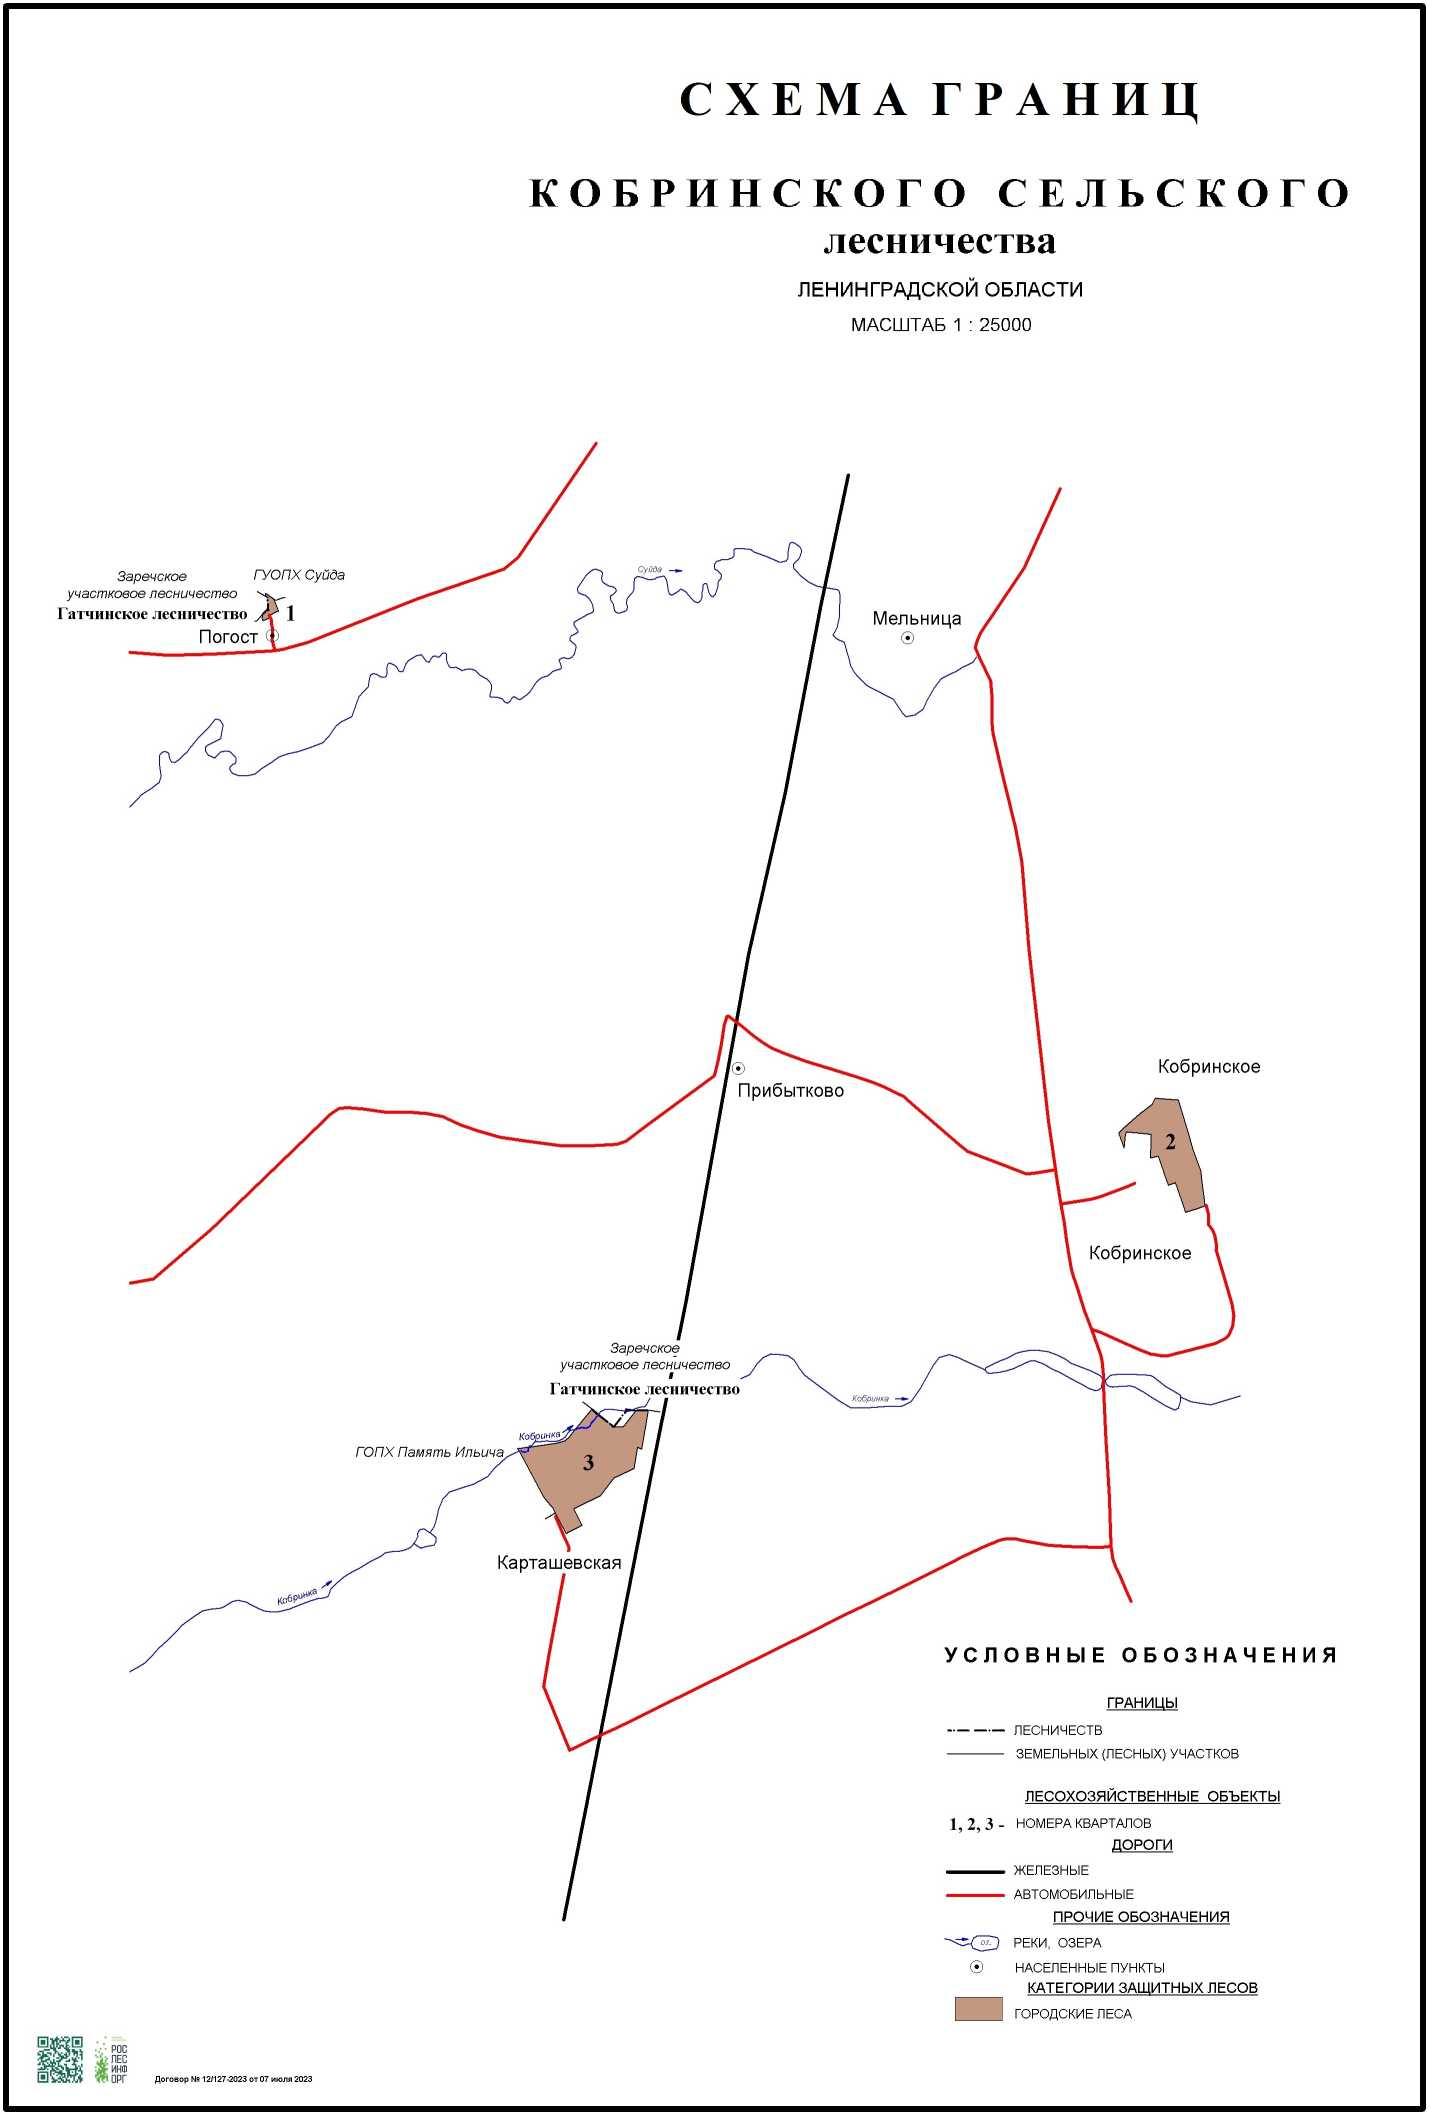 СХЕМА ГРАНИЦ
КОБРИНСКОГО СЕЛЬСКОГО
лесничества
ЛЕНИНГРАДСКОЙ ОБЛАСТИ
МАСШТАБ 1 : 25000
Заречское
участковое лесничество
Гатчинское лесничество
ГУОПХ Суйда
1
Погост
Суйда
Мельница
Прибытково
Кобринское
2
Кобринское
Заречское
участковое лесничество
Гатчинское лесничество
Кобринка
Кобринка
ГОПХ Память Ильича
3
Карташевская
Кобринка
УСЛОВНЫЕ ОБОЗНАЧЕНИЯ
ГРАНИЦЫ
ЛЕСНИЧЕСТВ
ЗЕМЕЛЬНЫХ (ЛЕСНЫХ) УЧАСТКОВ
ЛЕСОХОЗЯЙСТВЕННЫЕ ОБЪЕКТЫ
1, 2, 3 - НОМЕРА КВАРТАЛОВ
ДОРОГИ
ЖЕЛЕЗНЫЕ
АВТОМОБИЛЬНЫЕ
ПРОЧИЕ ОБОЗНАЧЕНИЯ
оз. РЕКИ, ОЗЕРА
НАСЕЛЕННЫЕ ПУНКТЫ
КАТЕГОРИИ ЗАЩИТНЫХ ЛЕСОВ
ГОРОДСКИЕ ЛЕСА
РОС
ЛЕС
ИНФ
ОРГ
Договор № 12/127-2023 от 07 июля 2023